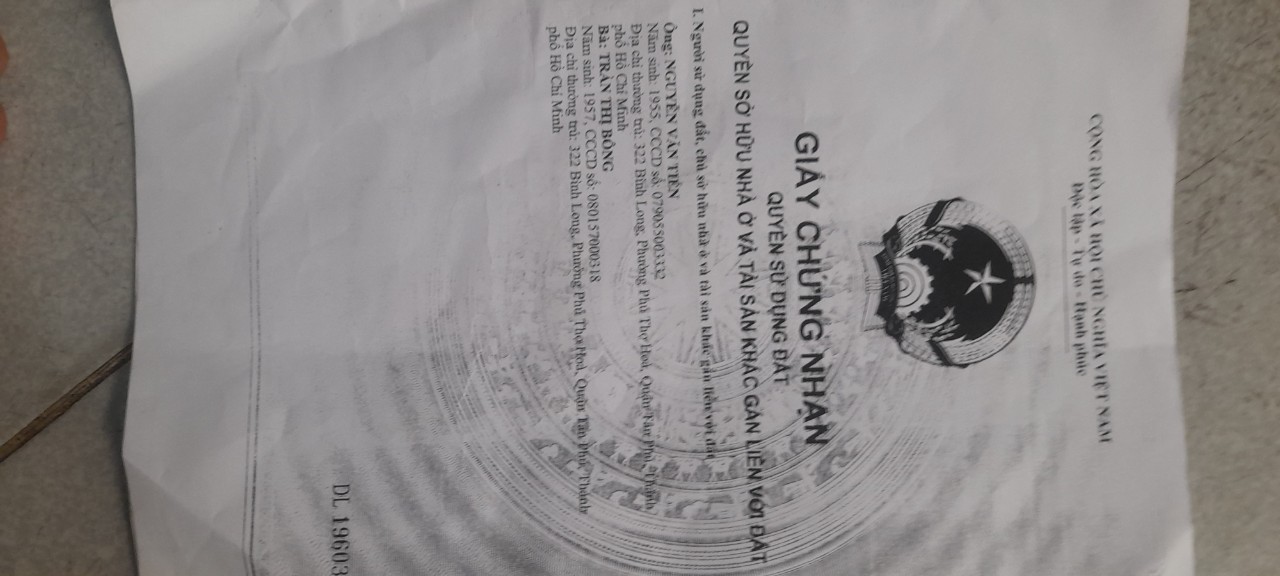 CỘNG HÒA XÃ HỘI CHỦ NGHĨA VIỆT NAM
Độc lập - Tự do - Hạnh phúc
GIẤY CHỨNG NHẬN
QUYỀN SỬ DỤNG ĐẤT
QUYỀN SỞ HỮU NHÀ Ở VÀ TÀI SẢN KHÁC GẮN LIỀN VỚI ĐẤT
I. Người sử dụng đất, chủ sở hữu nhà ở và tài sản khác gắn liền với đất
Ông: NGUYỄN VĂN TIÊN
Năm sinh: 1955, CCCD số: 079055003332
Địa chỉ thường trú: 322 Bình Long, Phường Phú Thọ Hoà, Quận Tân Phú, Thành
phố Hồ Chí Minh
Bà: TRẦN THỊ BÔNG
Năm sinh: 1957, CCCD số: 080157000318
Địa chỉ thường trú: 322 Bình Long, Phường Phú Thọ Hoà, Quận Tân Phú, Thành
phố Hồ Chí Minh
DL 19603